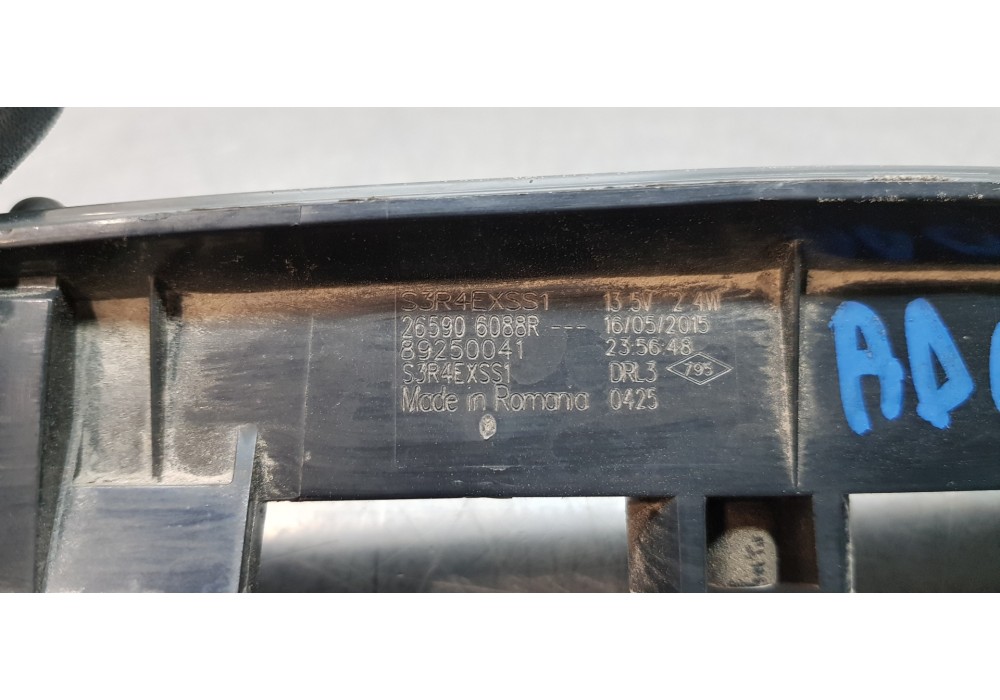 S3R4EXSS1 13.5V 2.4W
26590 6088R --- 16/05/2015
89250041 23:56:48
S3R4EXSS1 DRL3 795
Made in Romania 0425